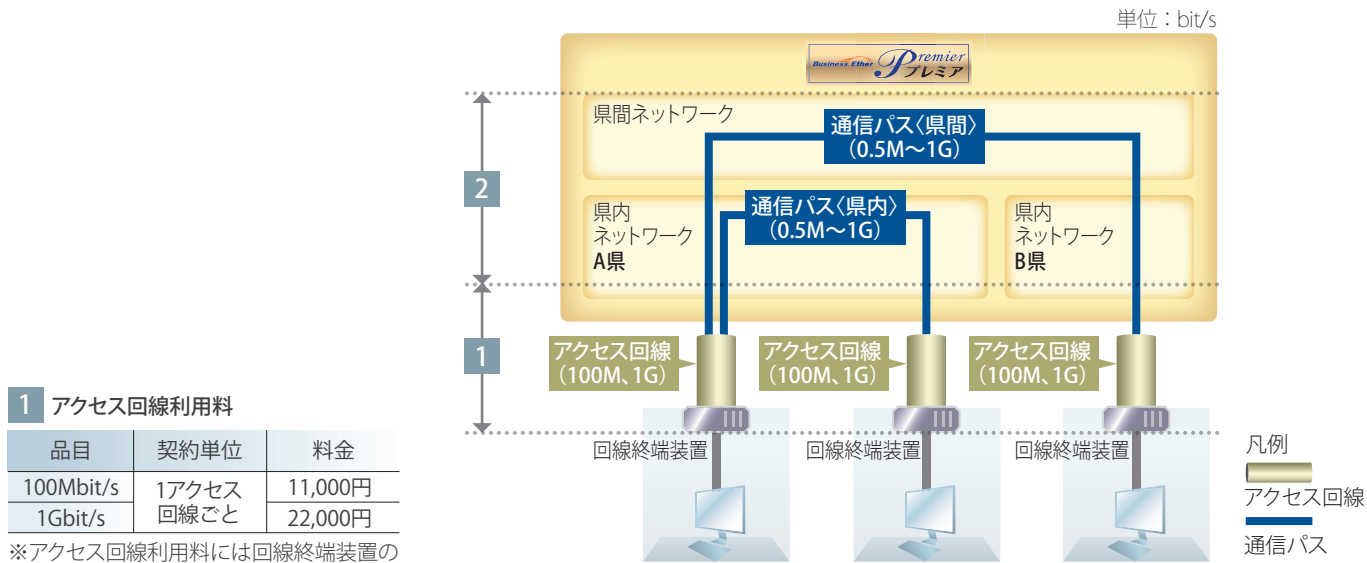 単位：bit/s
Business Ether Premier
プレミア
県間ネットワーク
通信パス〈県間〉
（0.5M〜1G）
2
通信パス〈県内〉
（0.5M〜1G）
県内
ネットワーク
A県
県内
ネットワーク
B県
1
アクセス回線
（100M、1G）
アクセス回線
（100M、1G）
アクセス回線
（100M、1G）
回線終端装置
回線終端装置
回線終端装置
凡例
アクセス回線
通信パス
1 アクセス回線利用料
品目 契約単位 料金
100Mbit/s 1アクセス 11,000円
1Gbit/s 回線ごと 22,000円
※アクセス回線利用料には回線終端装置の